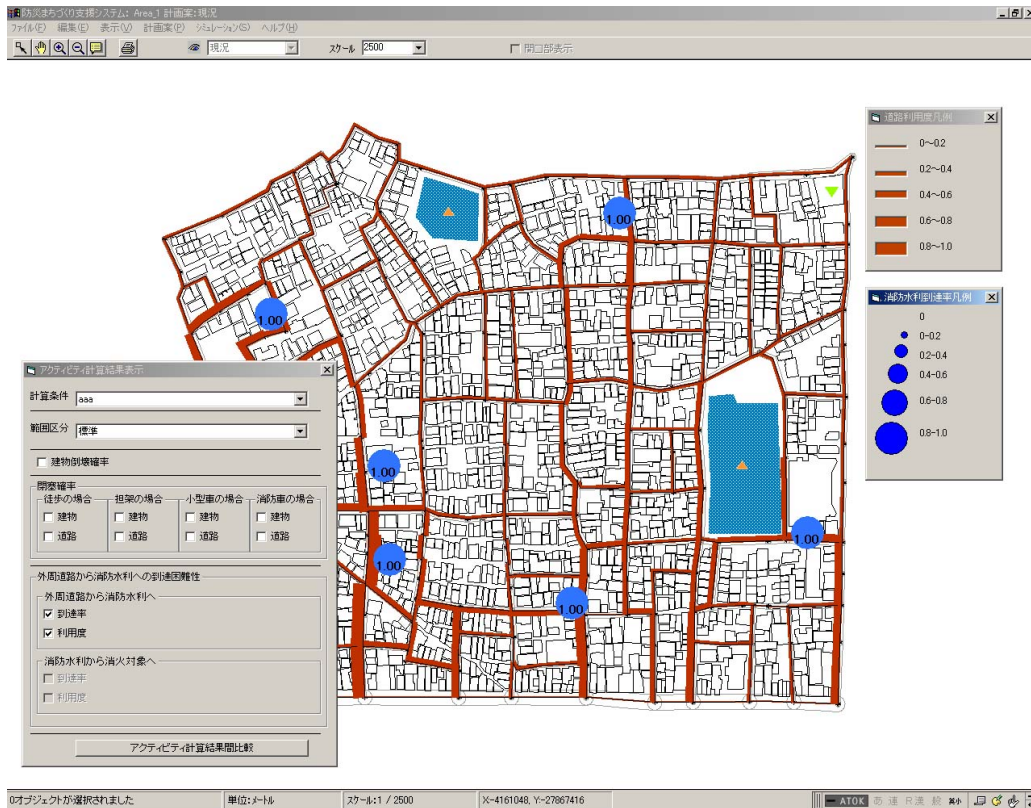 防災まちづくり支援システム: Area_1 計画案:現況
ファイル(F) 編集(E) 表示(V) 計画案(P) シミュレーション(S) ヘルプ(H)
現況 スケール 2500 開口部表示
道路利用度凡例
0～0.2
0.2～0.4
0.4～0.6
0.6～0.8
0.8～1.0
消防水利到達率凡例
0
0-0.2
0.2-0.4
0.4-0.6
0.6-0.8
0.8-1.0
1.00
1.00
1.00
1.00
1.00
1.00
アクティビティ計算結果表示
計算条件 aaa
範囲区分 標準
建物倒壊確率
閉塞確率
徒歩の場合 担架の場合 小型車の場合 消防車の場合
建物 建物 建物 建物
道路 道路 道路 道路
外周道路から消防水利への到達困難性
外周道路から消防水利へ
到達率
利用度
消防水利から消火対象へ
到達率
利用度
アクティビティ計算結果間比較
0オブジェクトが選択されました 単位:メートル スケール:1 / 2500 X-4161048, Y:-27867416
ATOK あ 連 R漢 般